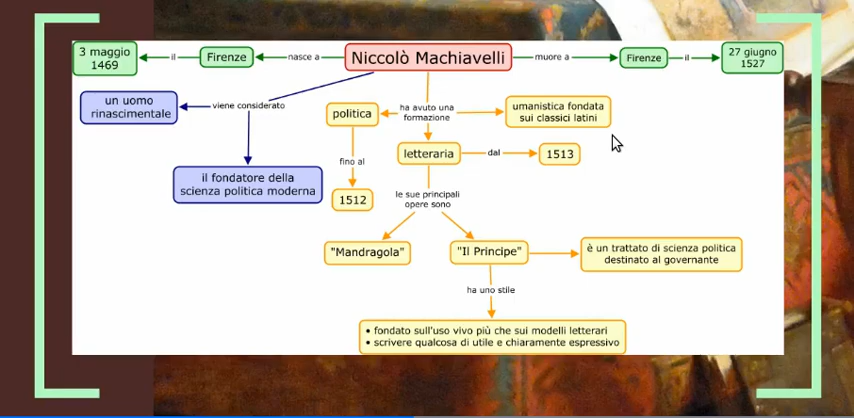 3 maggio
1469
il
Firenze
nasce a
Niccolò Machiavelli
muore a
Firenze
il
27 giugno
1527
un uomo
rinascimentale
viene considerato
il fondatore della
scienza politica moderna
politica
ha avuto una
formazione
umanistica fondata
sui classici latini
fino al
1512
letteraria
dal
1513
le sue principali
opere sono
"Mandragola"
"Il Principe"
è un trattato di scienza politica
destinato al governante
ha uno stile
• fondato sull'uso vivo più che sui modelli letterari
• scrivere qualcosa di utile e chiaramente espressivo